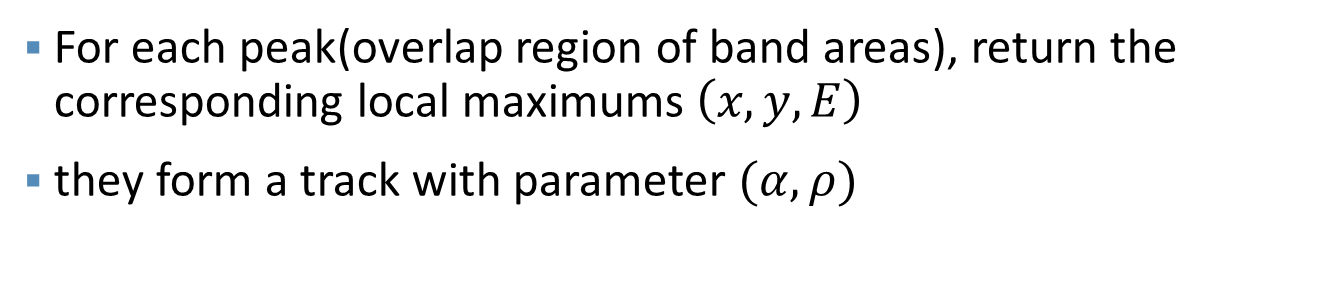 ▪ For each peak(overlap region of band areas), return the
corresponding local maximums (x, y, E)
▪ they form a track with parameter (α, ρ)